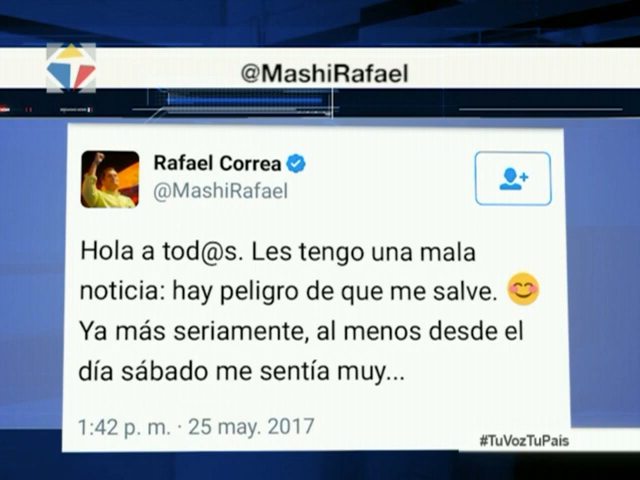 @MashiRafael
Rafael Correa
@MashiRafael
Hola a tod@s. Les tengo una mala
noticia: hay peligro de que me salve. 😊
Ya más seriamente, al menos desde el
día sábado me sentía muy...
1:42 p. m. · 25 may. 2017
#TuVozTuPais